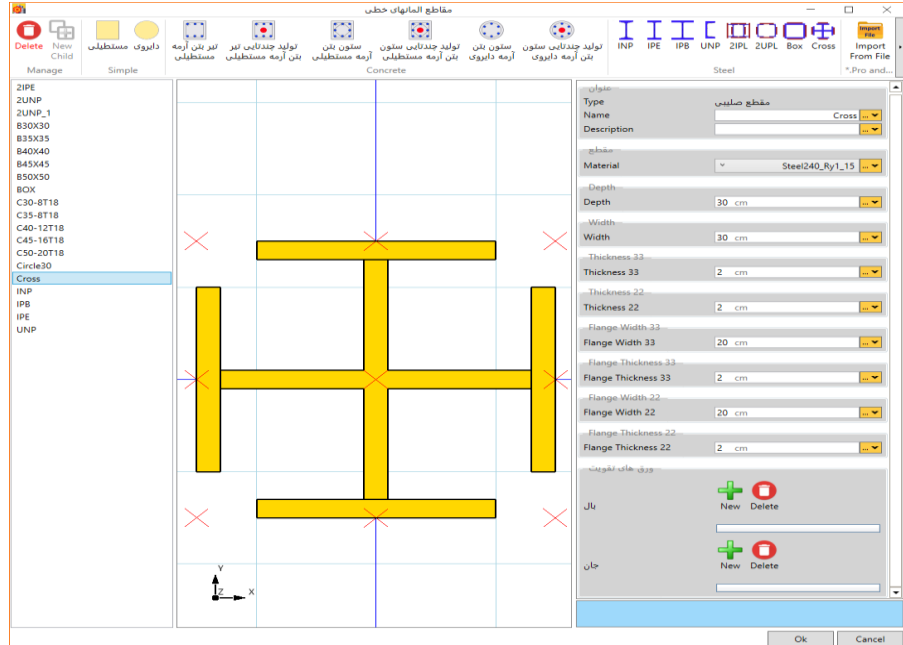 مقاطع المانهای خطی
Delete
New Child
Manage
مستطیلی
دایروی
Simple
تیر بتن آرمه مستطیلی
تولید چندتایی تیر بتن آرمه مستطیلی
ستون بتن آرمه مستطیلی
تولید چندتایی ستون بتن آرمه مستطیلی
ستون بتن آرمه دایروی
تولید چندتایی ستون بتن آرمه دایروی
Concrete
INP
IPE
IPB
UNP
2IPL
2UPL
Box
Cross
Steel
Import File
Import From File
*.Pro and...
2IPE
2UNP
2UNP_1
B30X30
B35X35
B40X40
B45X45
B50X50
BOX
C30-8T18
C35-8T18
C40-12T18
C45-16T18
C50-20T18
Circle30
Cross
INP
IPB
IPE
UNP
Y
Z
X
عنوان
Type مقطع صلیبی
Name Cross ...
Description ...
مقطع
Material Steel240_Ry1_15 ...
Depth
Depth 30 cm ...
Width
Width 30 cm ...
Thickness 33
Thickness 33 2 cm ...
Thickness 22
Thickness 22 2 cm ...
Flange Width 33
Flange Width 33 20 cm ...
Flange Thickness 33
Flange Thickness 33 2 cm ...
Flange Width 22
Flange Width 22 20 cm ...
Flange Thickness 22
Flange Thickness 22 2 cm ...
ورق های تقویت
بال
New Delete
جان
New Delete
Ok Cancel